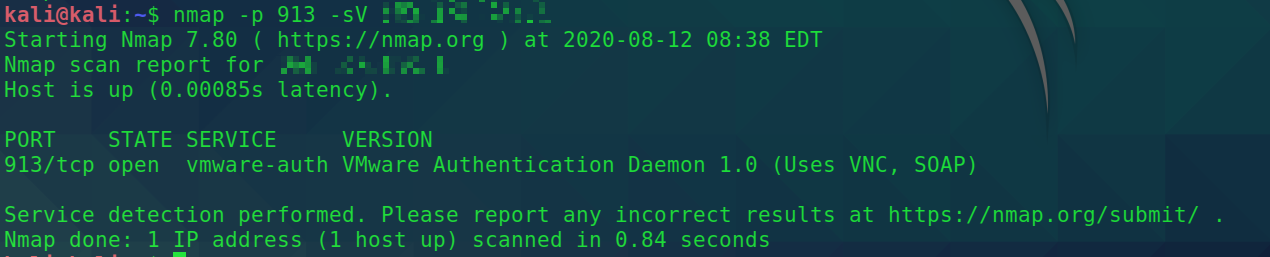 kali@kali:~$ nmap -p 913 -sV
Starting Nmap 7.80 ( https://nmap.org ) at 2020-08-12 08:38 EDT
Nmap scan report for
Host is up (0.00085s latency).
PORT    STATE SERVICE     VERSION
913/tcp open  vmware-auth VMware Authentication Daemon 1.0 (Uses VNC, SOAP)
Service detection performed. Please report any incorrect results at https://nmap.org/submit/ .
Nmap done: 1 IP address (1 host up) scanned in 0.84 seconds